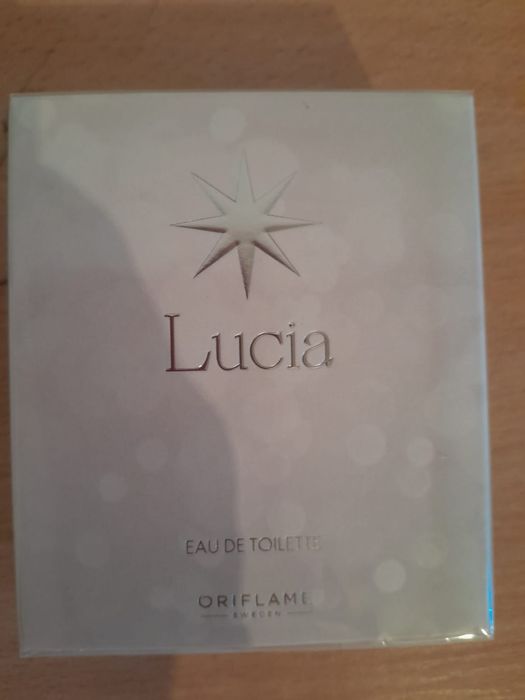 Lucia
EAU DE TOILETTE
ORIFLAME
SWEDEN